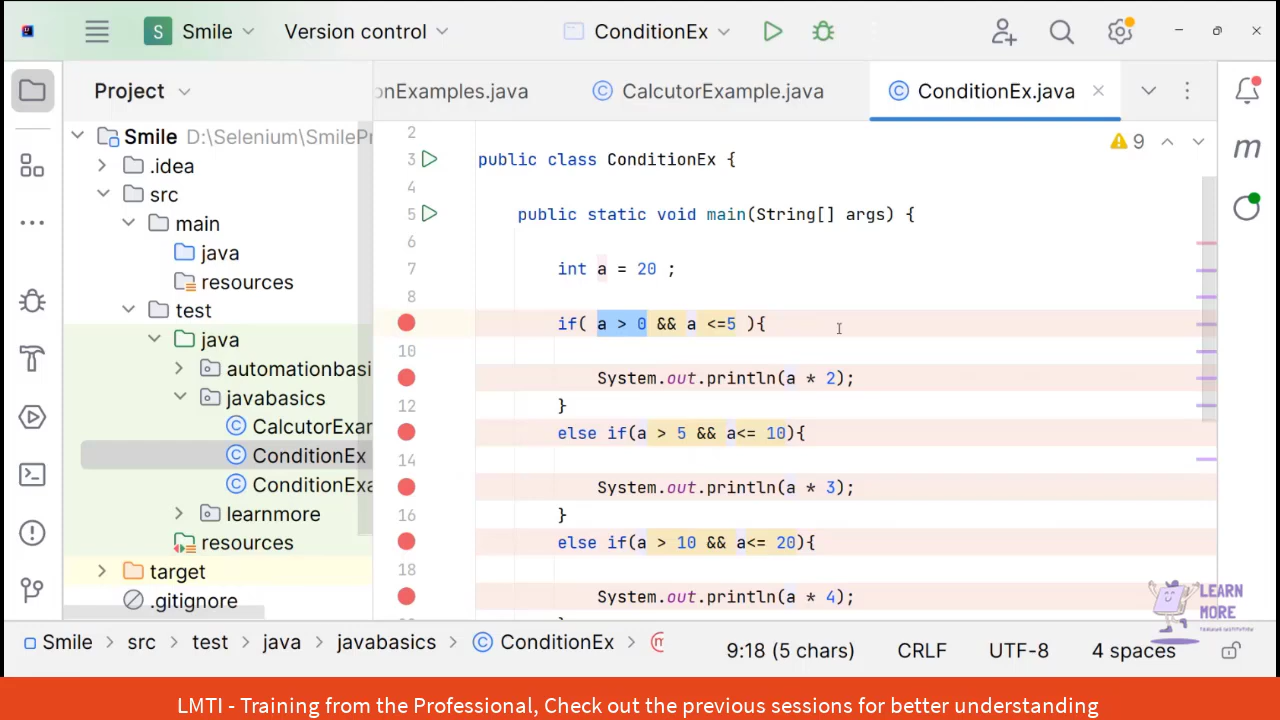 S Smile Version control ConditionEx
Project
onExamples.java CalcutorExample.java ConditionEx.java
Smile D:\Selenium\SmilePr
.idea
src
main
java
resources
test
java
automationbasi
javabasics
CalcutorExar
ConditionEx
ConditionExa
learnmore
resources
target
.gitignore
9
2
3 public class ConditionEx {
4
5 public static void main(String[] args) {
6
7 int a = 20 ;
8
if( a > 0 && a <=5 ){
10
System.out.println(a * 2);
12 }
else if(a > 5 && a<= 10){
14
System.out.println(a * 3);
16 }
else if(a > 10 && a<= 20){
18
System.out.println(a * 4);
m
LEARN
MORE
Smile > src > test > java > javabasics > ConditionEx > m
9:18 (5 chars) CRLF UTF-8 4 spaces
LMTI - Training from the Professional, Check out the previous sessions for better understanding